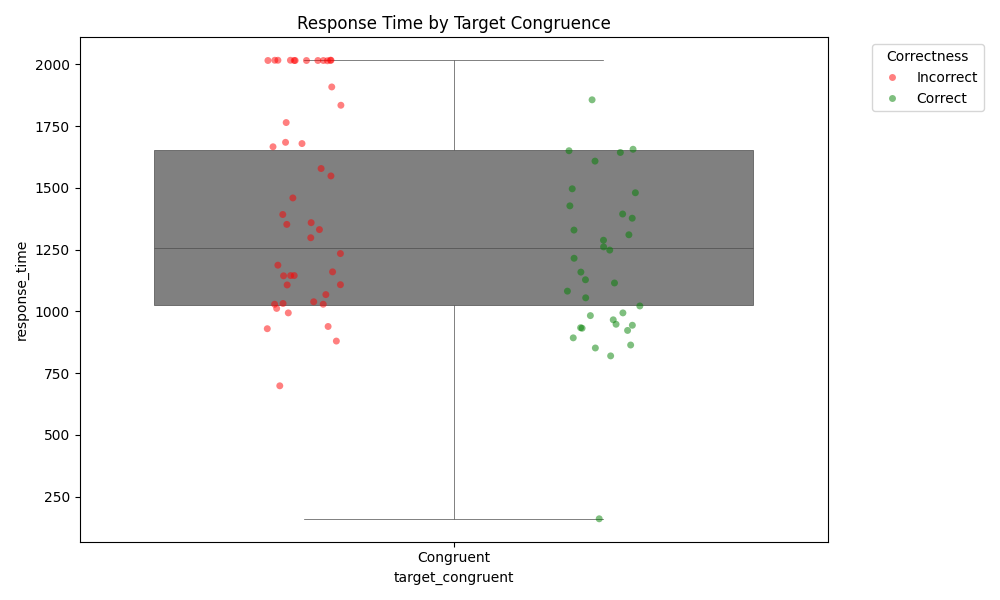 Response Time by Target Congruence
Correctness
Incorrect
Correct
2000
1750
1500
1250
1000
750
500
250
response_time
Congruent
target_congruent